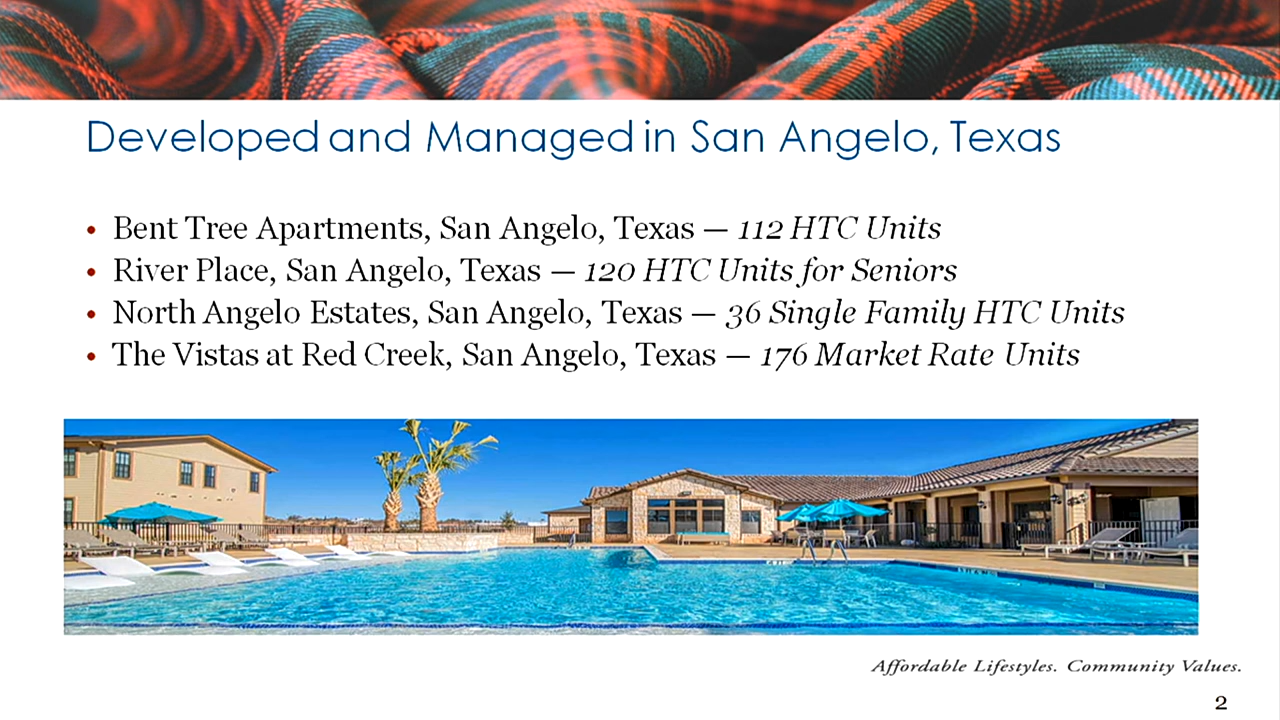 Developed and Managed in San Angelo, Texas
• Bent Tree Apartments, San Angelo, Texas — 112 HTC Units
• River Place, San Angelo, Texas — 120 HTC Units for Seniors
• North Angelo Estates, San Angelo, Texas — 36 Single Family HTC Units
• The Vistas at Red Creek, San Angelo, Texas — 176 Market Rate Units
Affordable Lifestyles. Community Values.
2